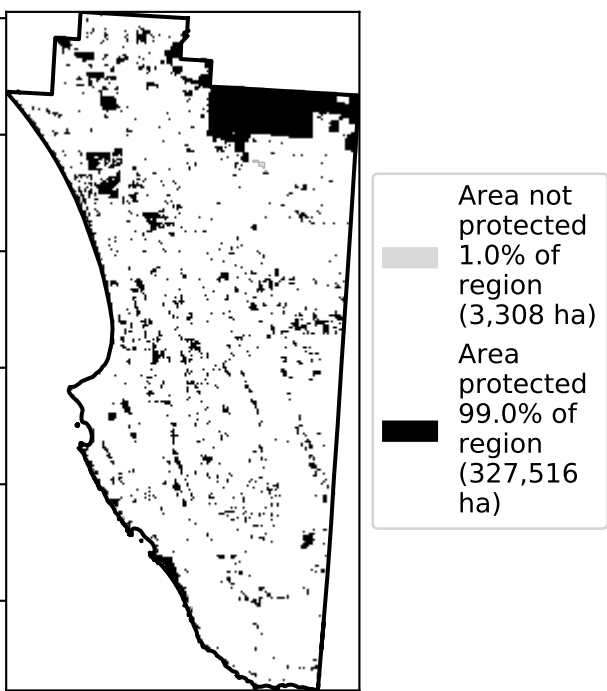 Area not
protected
1.0% of
region
(3,308 ha)
Area
protected
99.0% of
region
(327,516
ha)